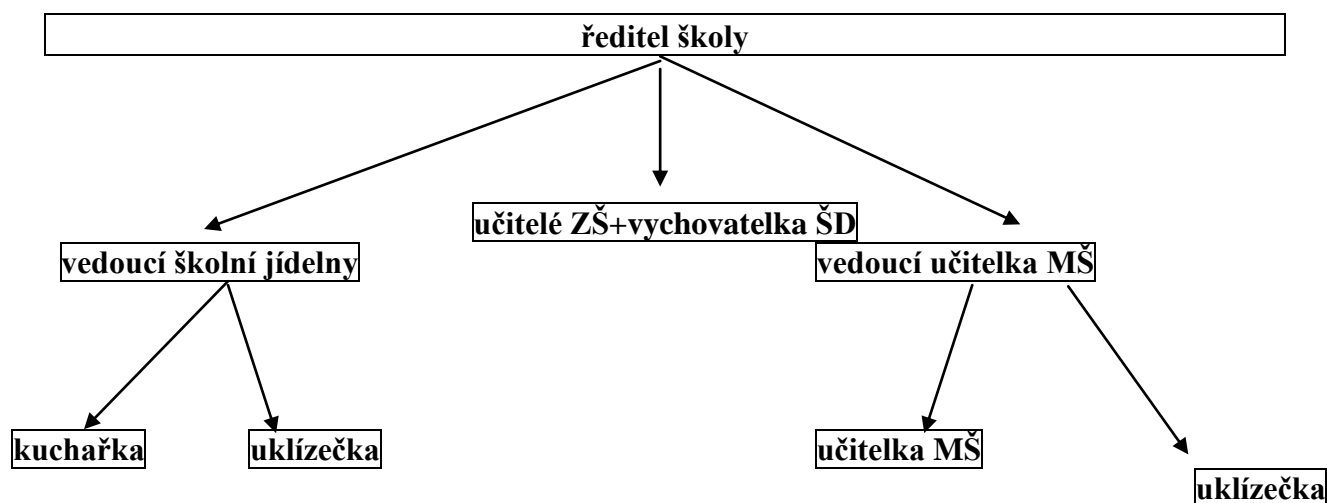 ředitel školy
učitelé ZŠ+vychovatelka ŠD
vedoucí školní jídelny
vedoucí učitelka MŠ
kuchařka
uklízečka
učitelka MŠ
uklízečka